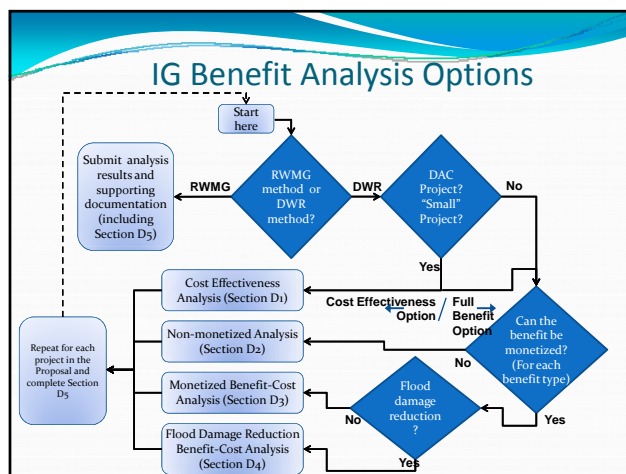 IG Benefit Analysis Options
Start
here
Submit analysis
results and
supporting
documentation
(including
Section D5)
RWMG
RWMG
method or
DWR
method?
DWR
DAC
Project?
"Small"
Project?
No
Yes
Cost Effectiveness
Analysis (Section D1)
Cost Effectiveness
Option
/
Full
Benefit
Option
Repeat for each
project in the
Proposal and
complete Section
D5
Non-monetized Analysis
(Section D2)
No
Can the
benefit be
monetized?
(For each
benefit type)
Monetized Benefit-Cost
Analysis (Section D3)
No
Flood
damage
reduction
?
Yes
Flood Damage Reduction
Benefit-Cost Analysis
(Section D4)
Yes